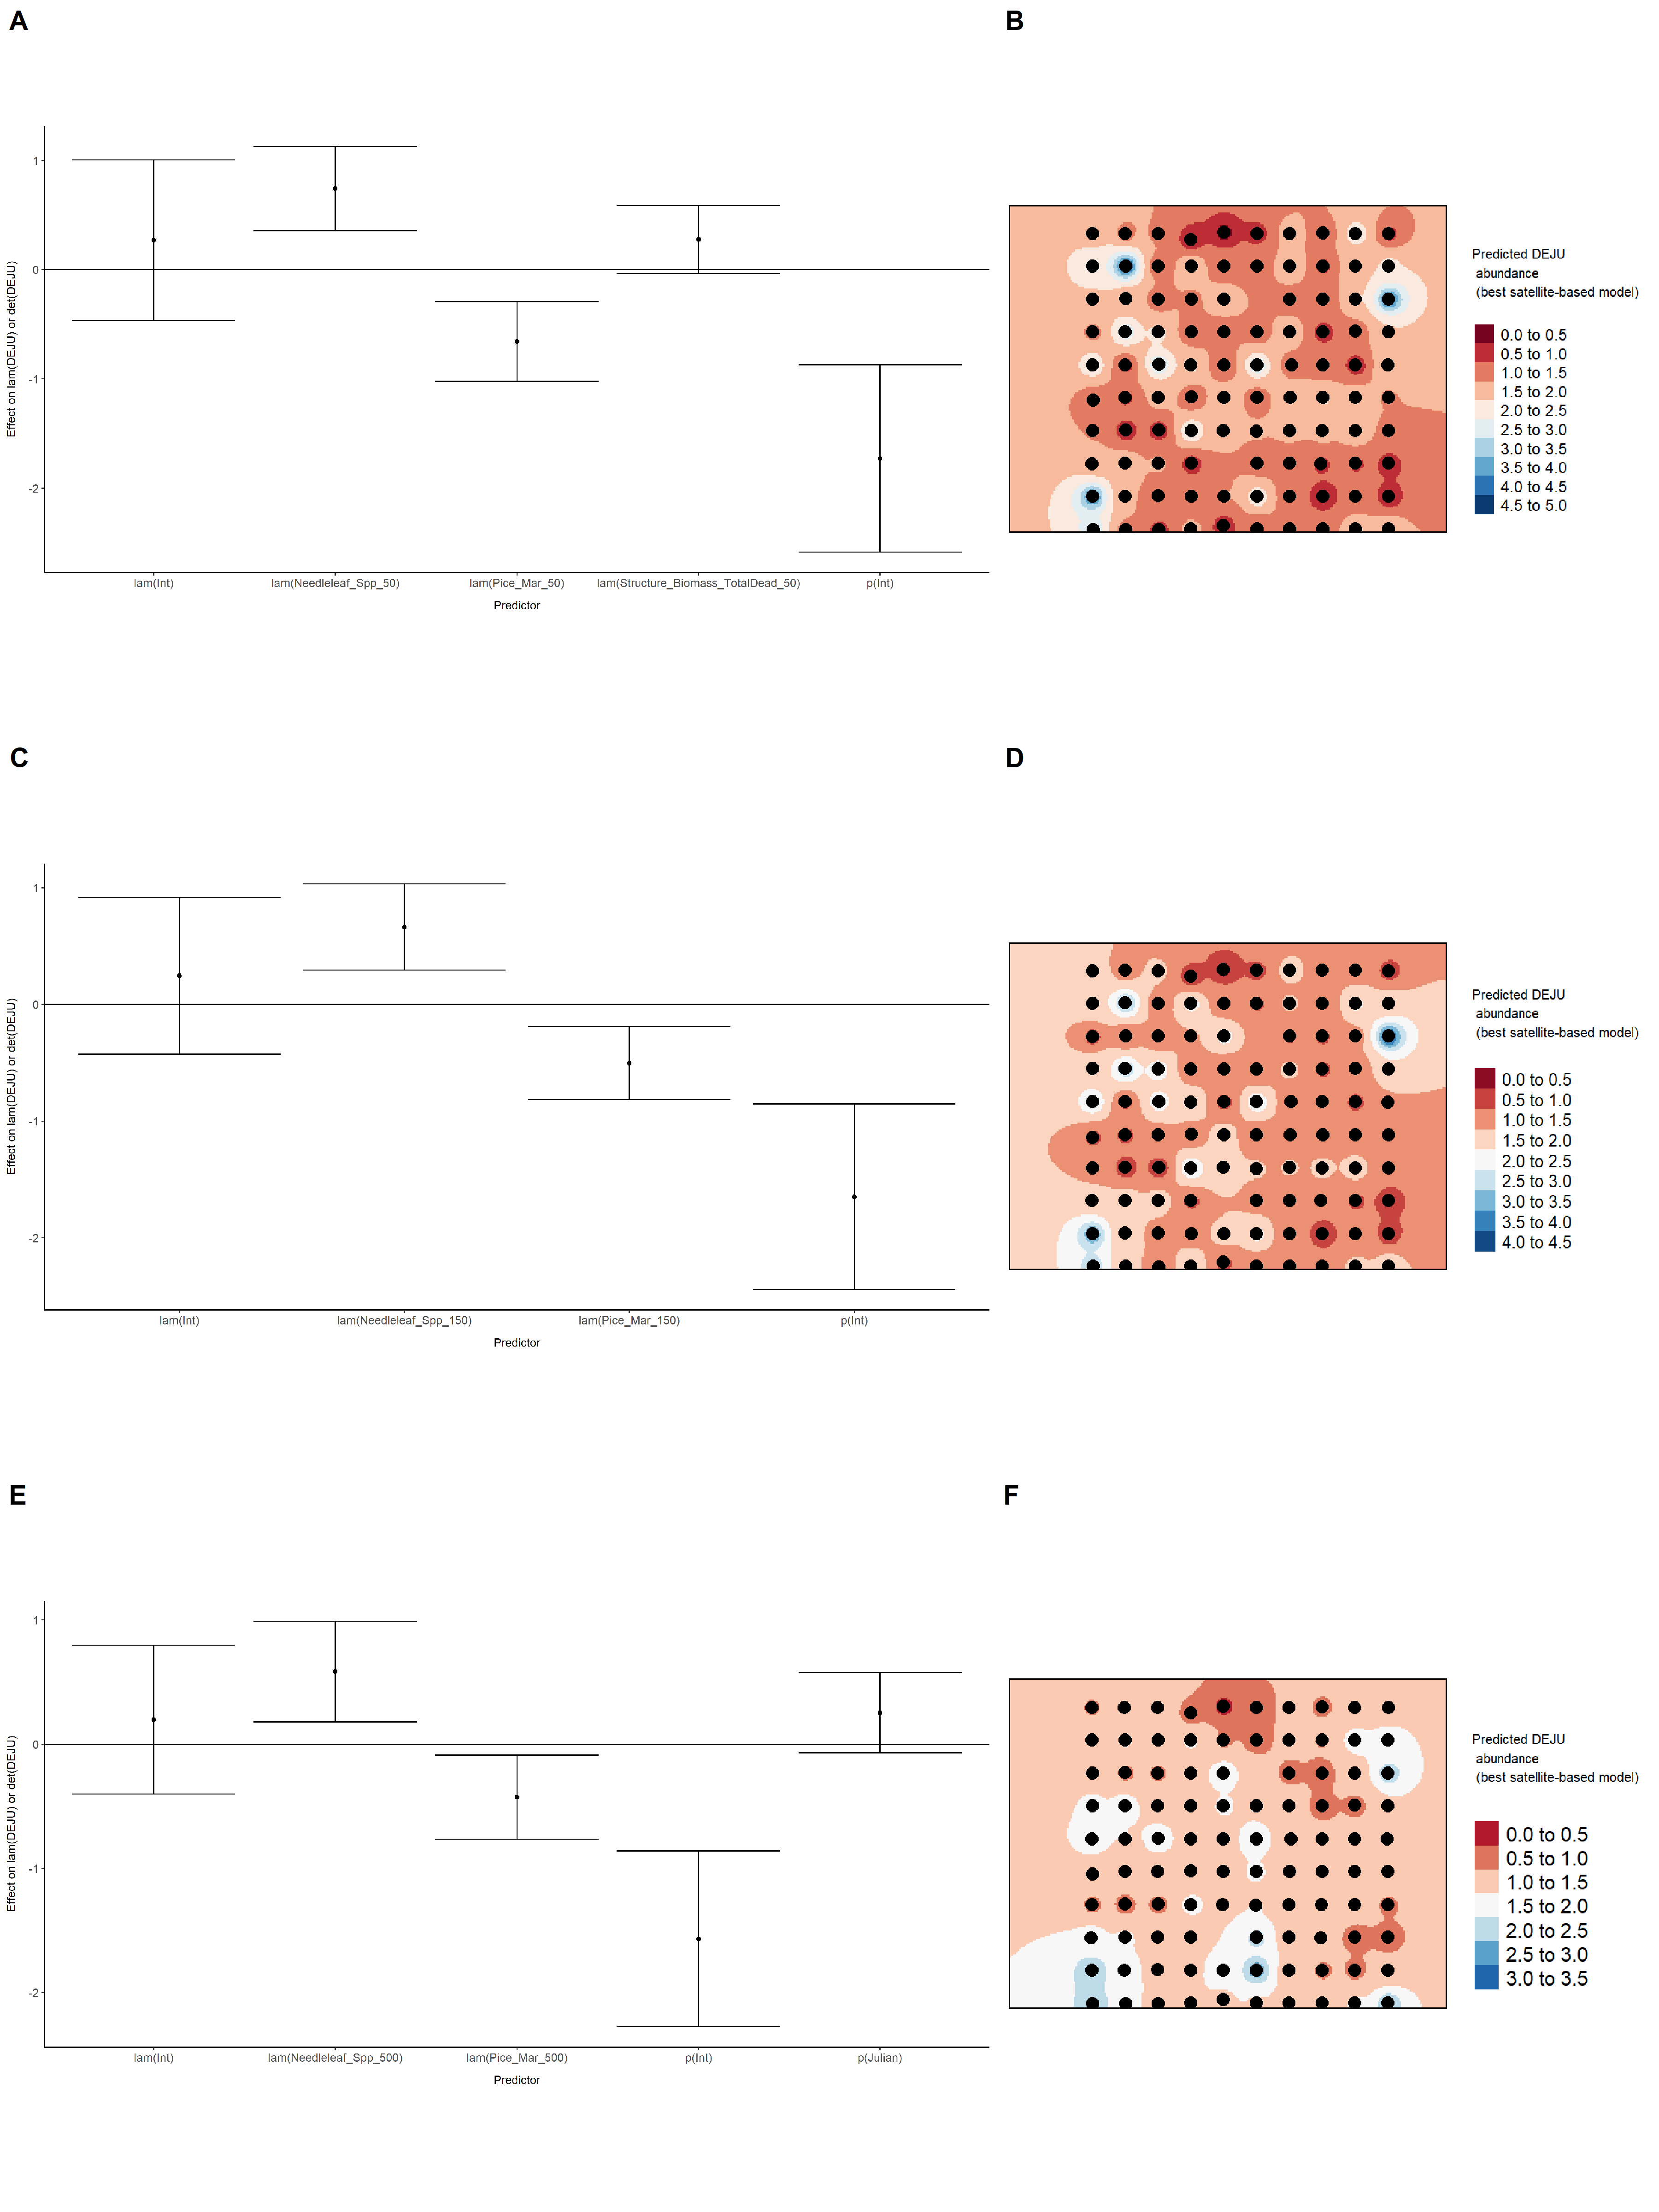 A
B
Effect on lam(DEJU) or det(DEJU)
1
0
-1
-2
lam(Int)
lam(Needleleaf_Spp_50)
lam(Pice_Mar_50)
lam(Structure_Biomass_TotalDead_50)
p(Int)
Predictor
Predicted DEJU
abundance
(best satellite-based model)
0.0 to 0.5
0.5 to 1.0
1.0 to 1.5
1.5 to 2.0
2.0 to 2.5
2.5 to 3.0
3.0 to 3.5
3.5 to 4.0
4.0 to 4.5
4.5 to 5.0
C
D
Effect on lam(DEJU) or det(DEJU)
1
0
-1
-2
lam(Int)
lam(Needleleaf_Spp_150)
lam(Pice_Mar_150)
p(Int)
Predictor
Predicted DEJU
abundance
(best satellite-based model)
0.0 to 0.5
0.5 to 1.0
1.0 to 1.5
1.5 to 2.0
2.0 to 2.5
2.5 to 3.0
3.0 to 3.5
3.5 to 4.0
4.0 to 4.5
E
F
Effect on lam(DEJU) or det(DEJU)
1
0
-1
-2
lam(Int)
lam(Needleleaf_Spp_500)
lam(Pice_Mar_500)
p(Int)
p(Julian)
Predictor
Predicted DEJU
abundance
(best satellite-based model)
0.0 to 0.5
0.5 to 1.0
1.0 to 1.5
1.5 to 2.0
2.0 to 2.5
2.5 to 3.0
3.0 to 3.5